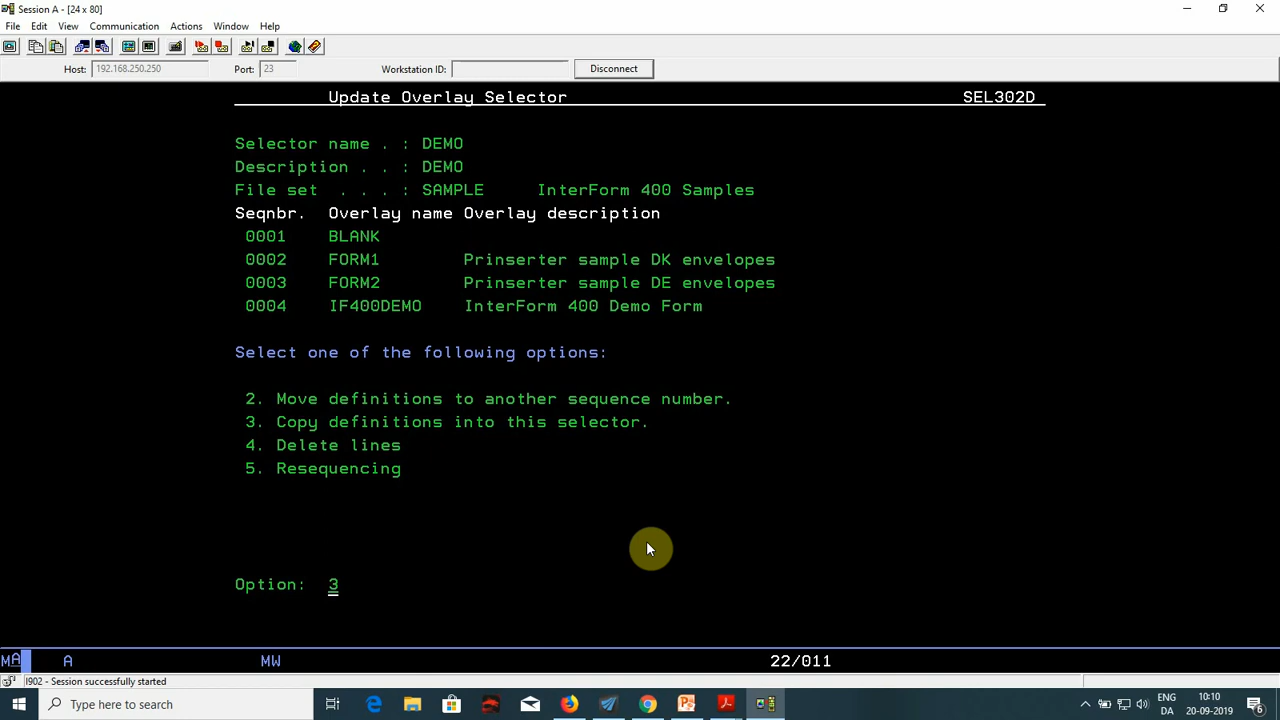 Session A - [24 x 80]
File Edit View Communication Actions Window Help
Host: 192.168.250.250 Port: 23 Workstation ID: Disconnect
Update Overlay Selector SEL302D
Selector name . : DEMO
Description . . : DEMO
File set . . . : SAMPLE InterForm 400 Samples
Seqnbr. Overlay name Overlay description
0001 BLANK
0002 FORM1 Prinserter sample DK envelopes
0003 FORM2 Prinserter sample DE envelopes
0004 IF400DEMO InterForm 400 Demo Form
Select one of the following options:
2. Move definitions to another sequence number.
3. Copy definitions into this selector.
4. Delete lines
5. Resequencing
Option: 3
MA A MW 22/011
I902 - Session successfully started
Type here to search
ENG 10:10
DA 20-09-2019 6